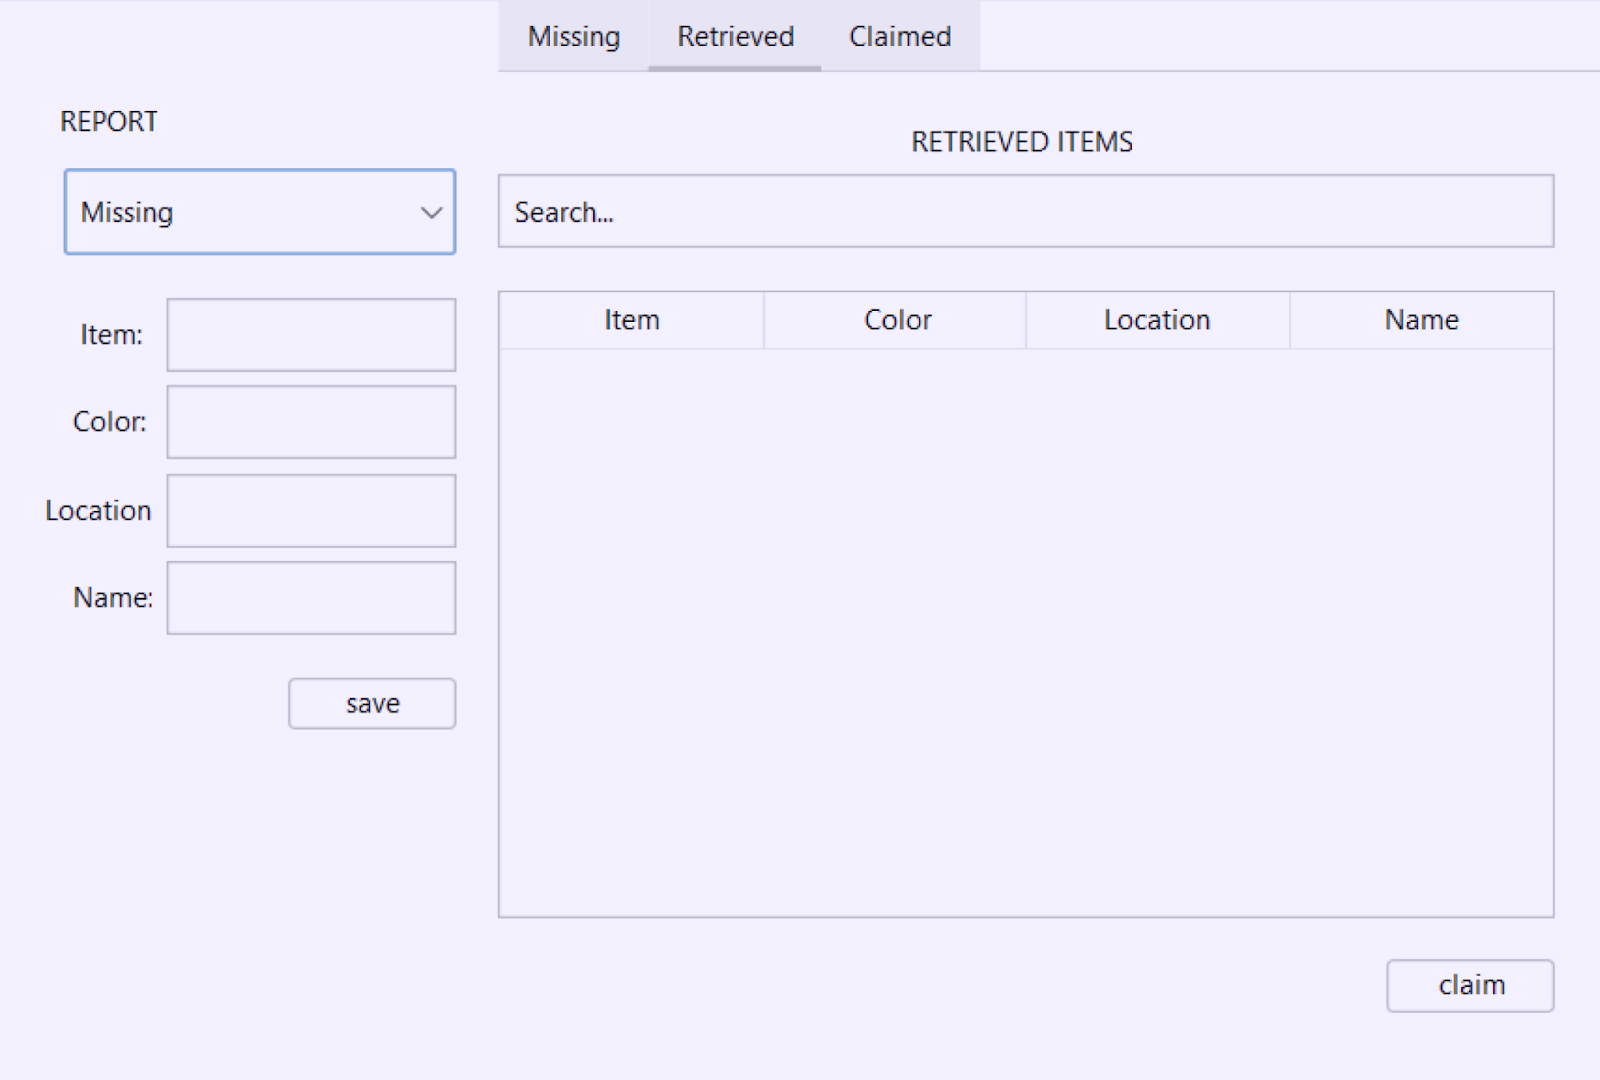 Missing Retrieved Claimed
REPORT
Missing
Item:
Color:
Location
Name:
save
RETRIEVED ITEMS
Search...
Item Color Location Name
claim